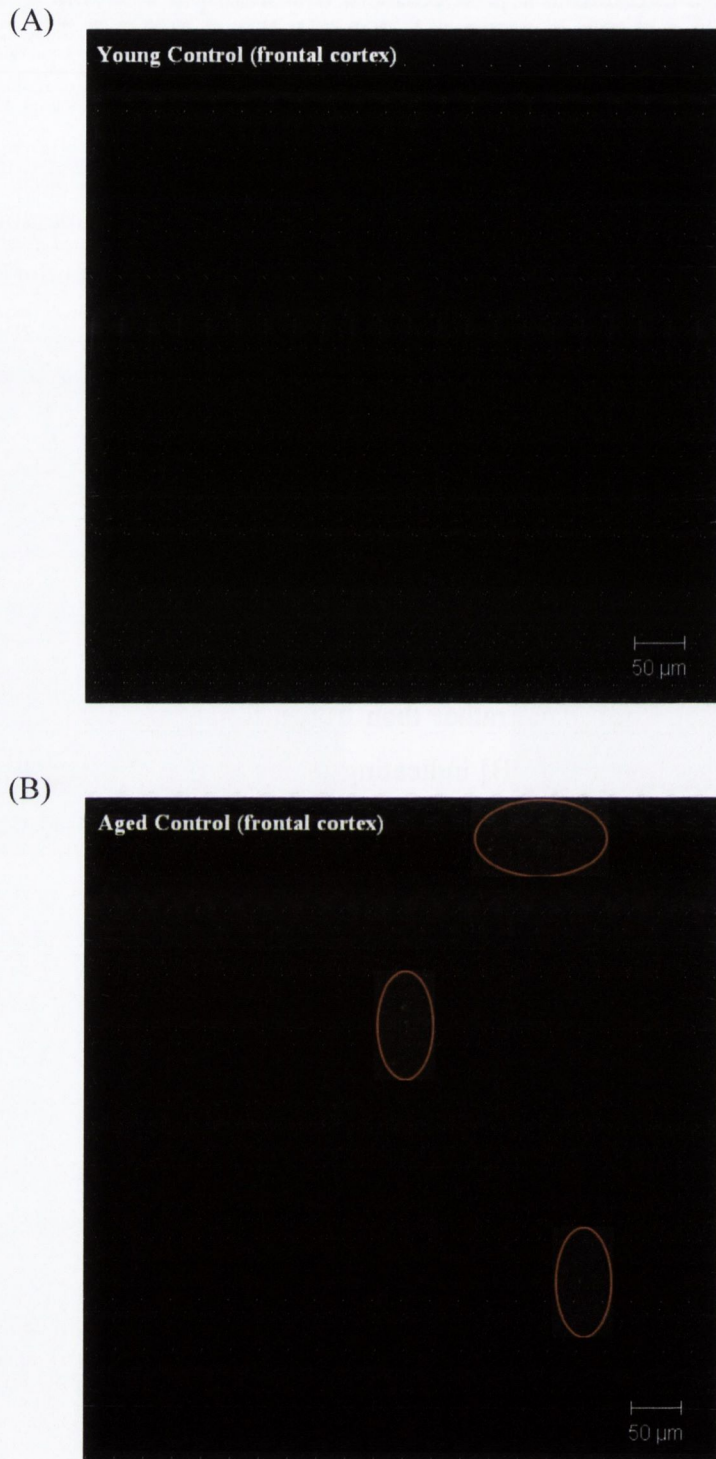 (A)
Young Control (frontal cortex)
50 μm
(B)
Aged Control (frontal cortex)
50 μm